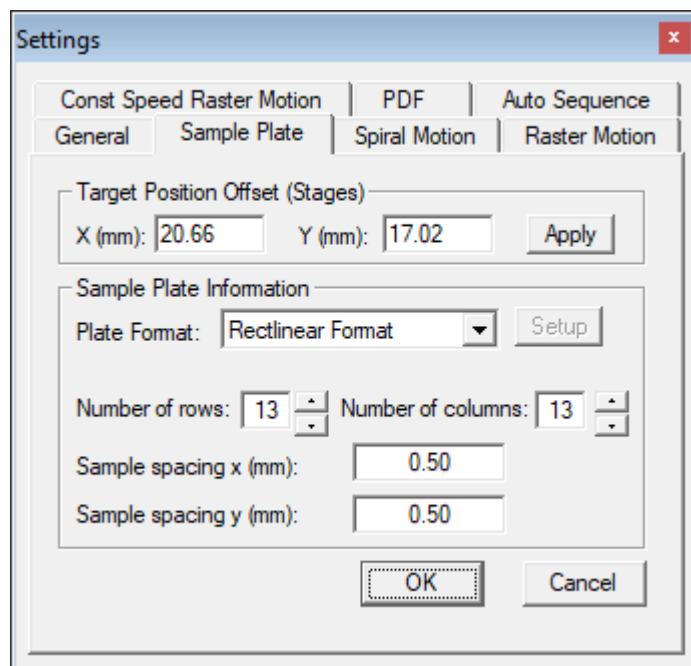 Settings
Const Speed Raster Motion PDF Auto Sequence
General Sample Plate Spiral Motion Raster Motion
Target Position Offset (Stages)
X (mm): 20.66 Y (mm): 17.02 Apply
Sample Plate Information
Plate Format: Rectlinear Format Setup
Number of rows: 13 Number of columns: 13
Sample spacing x (mm): 0.50
Sample spacing y (mm): 0.50
OK Cancel